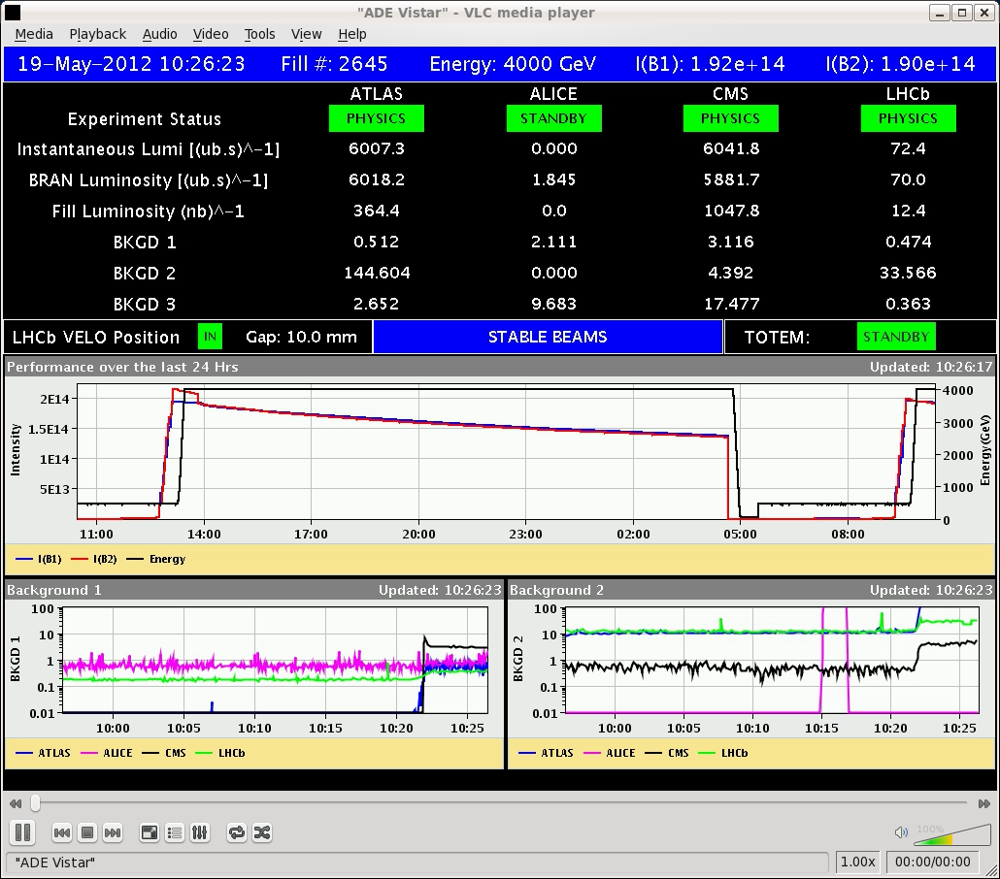 "ADE Vistar" - VLC media player
Media Playback Audio Video Tools View Help
19-May-2012 10:26:23 Fill #: 2645 Energy: 4000 GeV I(B1): 1.92e+14 I(B2): 1.90e+14
ATLAS ALICE CMS LHCb
Experiment Status PHYSICS STANDBY PHYSICS PHYSICS
Instantaneous Lumi [(ub.s)^-1] 6007.3 0.000 6041.8 72.4
BRAN Luminosity [(ub.s)^-1] 6018.2 1.845 5881.7 70.0
Fill Luminosity (nb)^-1 364.4 0.0 1047.8 12.4
BKGD 1 0.512 2.111 3.116 0.474
BKGD 2 144.604 0.000 4.392 33.566
BKGD 3 2.652 9.683 17.477 0.363
LHCb VELO Position IN Gap: 10.0 mm STABLE BEAMS TOTEM: STANDBY
Performance over the last 24 Hrs Updated: 10:26:17
Intensity
2E14
1.5E14
1E14
5E13
4000
3000
2000
1000
0
Energy(GeV)
11:00 14:00 17:00 20:00 23:00 02:00 05:00 08:00
I(B1) I(B2) Energy
Background 1 Updated: 10:26:23
BKGD 1
100
10
1
0.1
0.01
10:00 10:05 10:10 10:15 10:20 10:25
ATLAS ALICE CMS LHCb
Background 2 Updated: 10:26:23
BKGD 2
100
10
1
0.1
0.01
10:00 10:05 10:10 10:15 10:20 10:25
ATLAS ALICE CMS LHCb
100%
"ADE Vistar" 1.00x 00:00/00:00